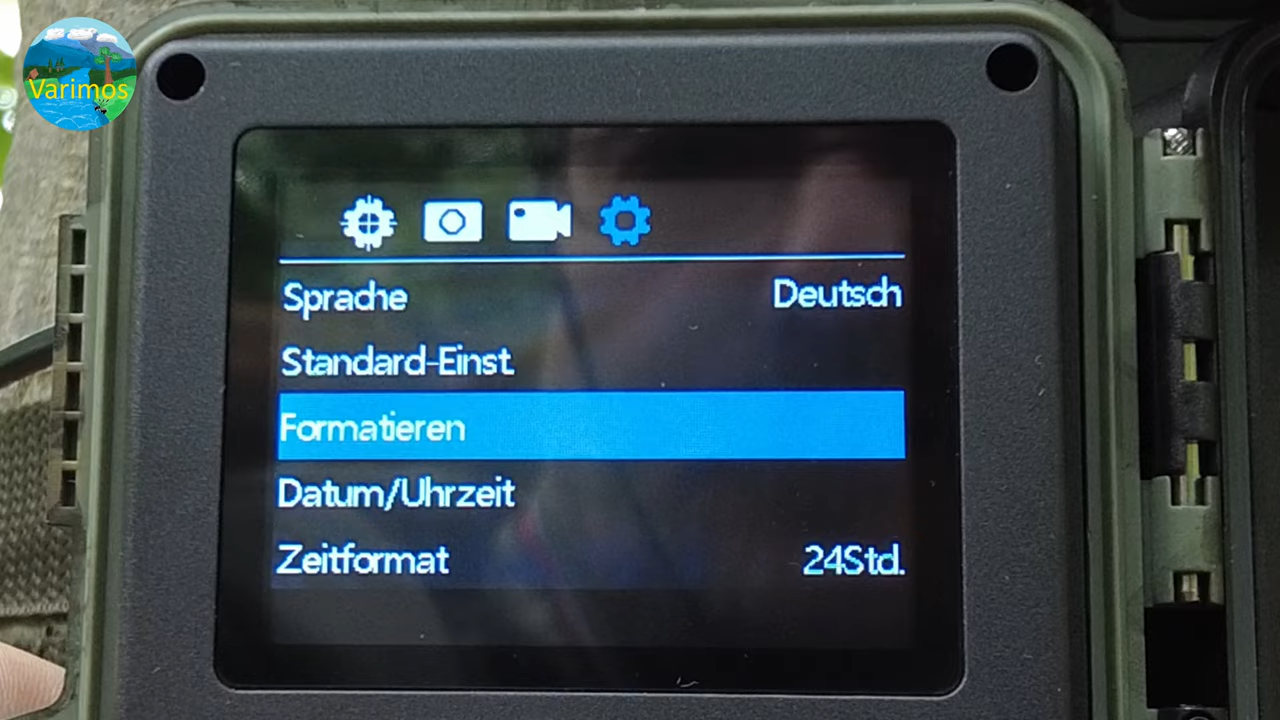 Varimos
Sprache Deutsch
Standard-Einst.
Formatieren
Datum/Uhrzeit
Zeitformat 24Std.